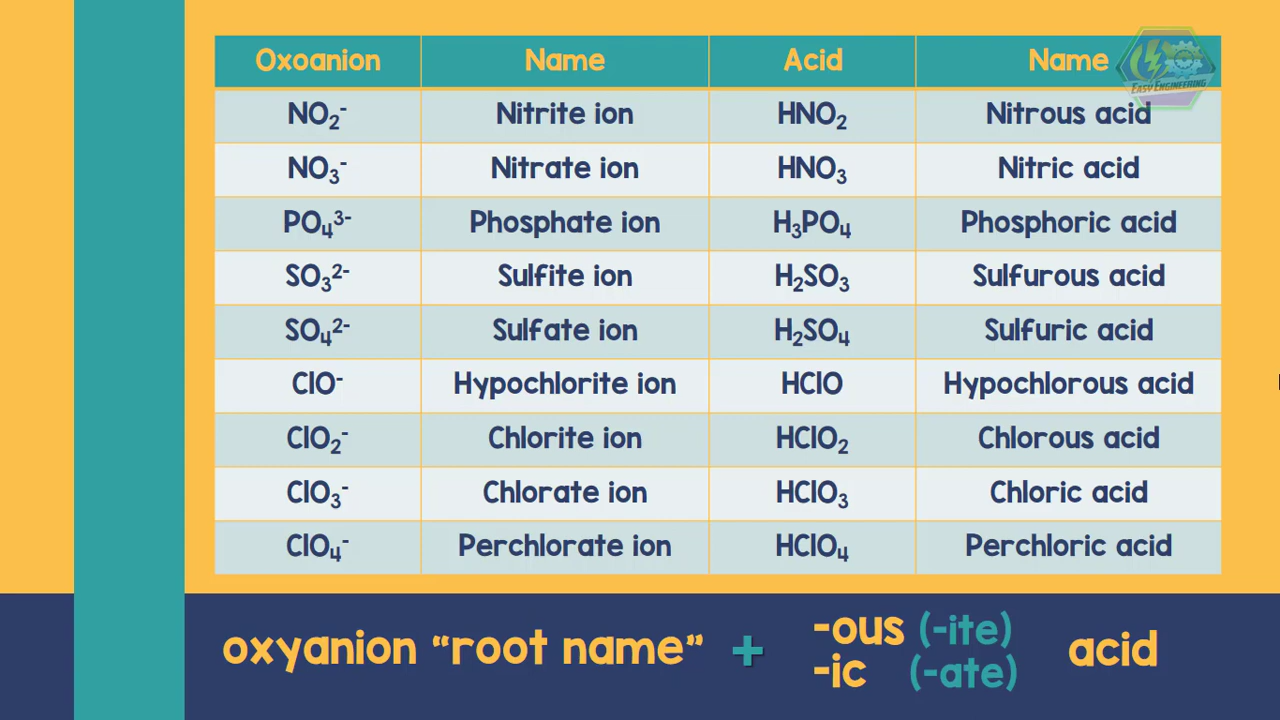 Oxoanion Name Acid Name
EASY ENGINEERING
NO₂⁻ Nitrite ion HNO₂ Nitrous acid
NO₃⁻ Nitrate ion HNO₃ Nitric acid
PO₄³⁻ Phosphate ion H₃PO₄ Phosphoric acid
SO₃²⁻ Sulfite ion H₂SO₃ Sulfurous acid
SO₄²⁻ Sulfate ion H₂SO₄ Sulfuric acid
ClO⁻ Hypochlorite ion HClO Hypochlorous acid
ClO₂⁻ Chlorite ion HClO₂ Chlorous acid
ClO₃⁻ Chlorate ion HClO₃ Chloric acid
ClO₄⁻ Perchlorate ion HClO₄ Perchloric acid
oxyanion “root name” + -ous (-ite) acid
-ic (-ate)